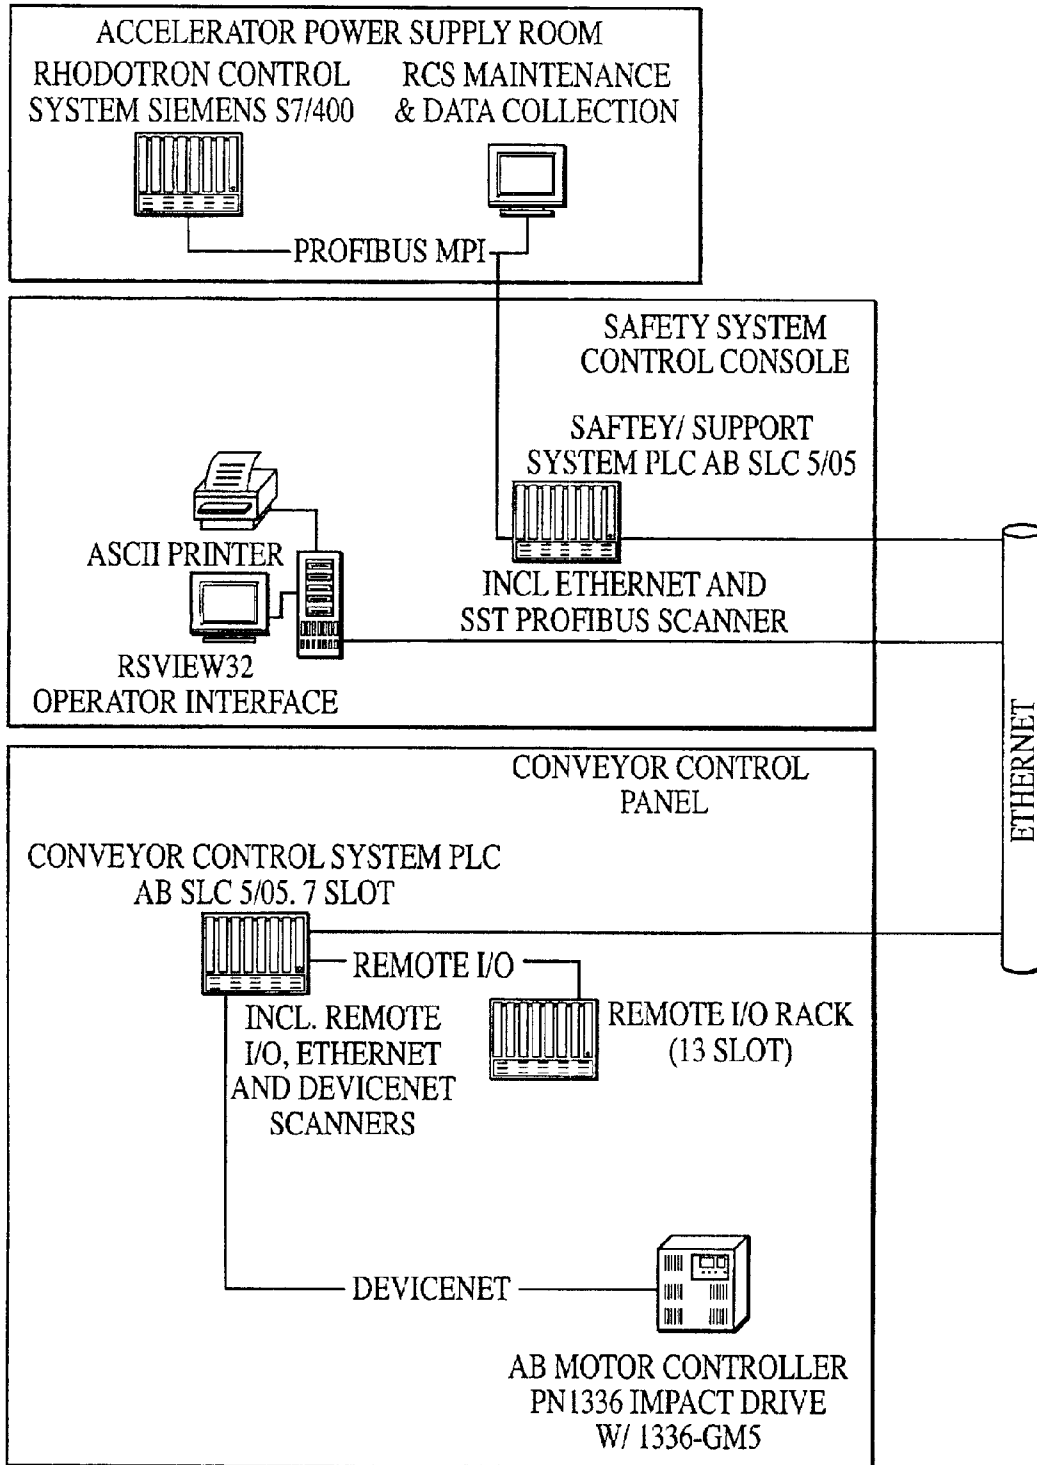 ACCELERATOR POWER SUPPLY ROOM
RHODOTRON CONTROL
SYSTEM SIEMENS S7/400
RCS MAINTENANCE
& DATA COLLECTION
PROFIBUS MPI
SAFETY SYSTEM
CONTROL CONSOLE
SAFTEY/ SUPPORT
SYSTEM PLC AB SLC 5/05
ASCII PRINTER
INCL ETHERNET AND
SST PROFIBUS SCANNER
RSVIEW32
OPERATOR INTERFACE
ETHERNET
CONVEYOR CONTROL
PANEL
CONVEYOR CONTROL SYSTEM PLC
AB SLC 5/05. 7 SLOT
REMOTE I/O
INCL. REMOTE
I/O, ETHERNET
AND DEVICENET
SCANNERS
REMOTE I/O RACK
(13 SLOT)
DEVICENET
AB MOTOR CONTROLLER
PN1336 IMPACT DRIVE
W/ 1336-GM5